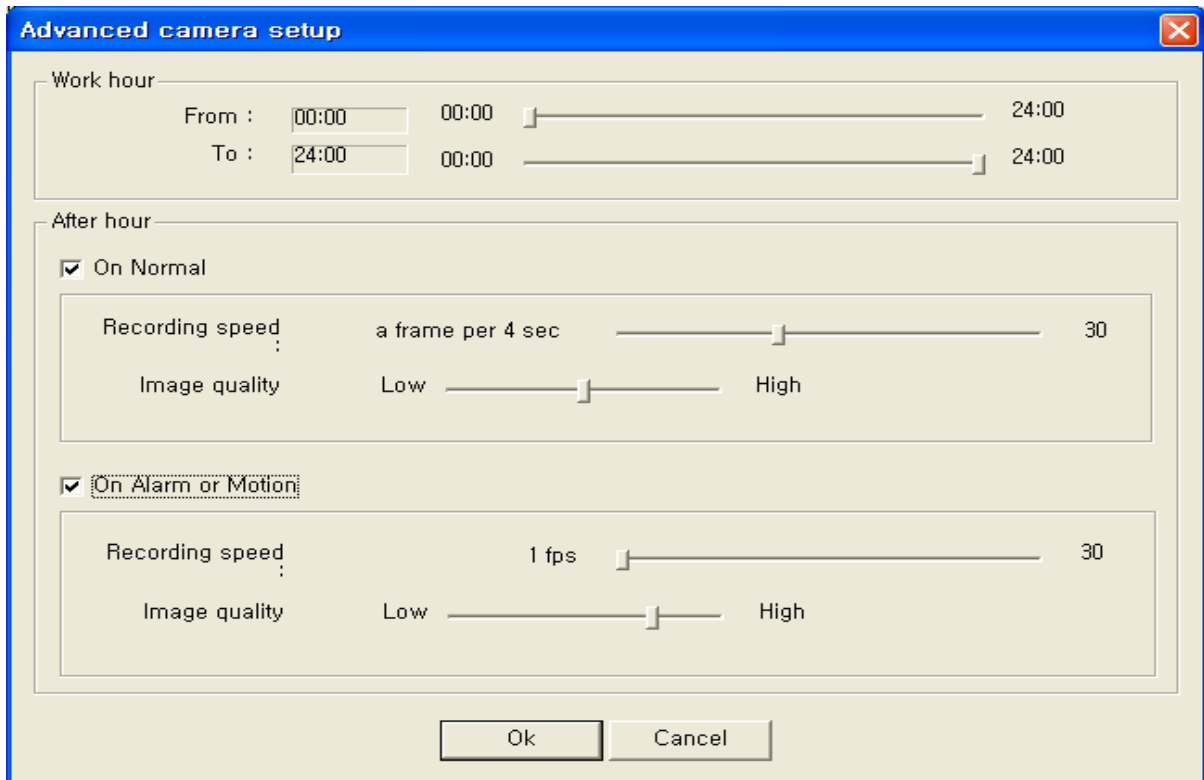 Advanced camera setup
Work hour
From : 00:00 00:00 24:00
To : 24:00 00:00 24:00
After hour
On Normal
Recording speed : a frame per 4 sec 30
Image quality Low High
On Alarm or Motion
Recording speed : 1 fps 30
Image quality Low High
Ok Cancel